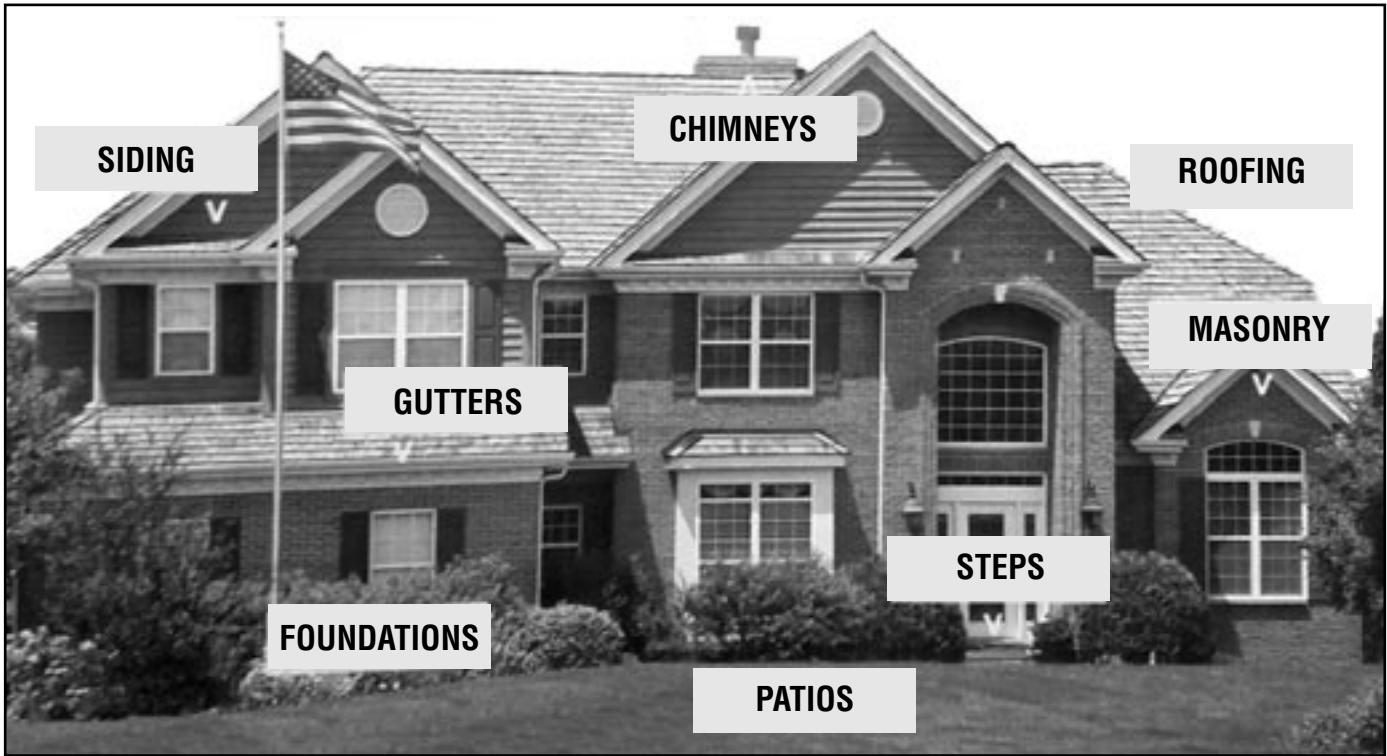 CHIMNEYS
SIDING
ROOFING
MASONRY
GUTTERS
STEPS
FOUNDATIONS
PATIOS